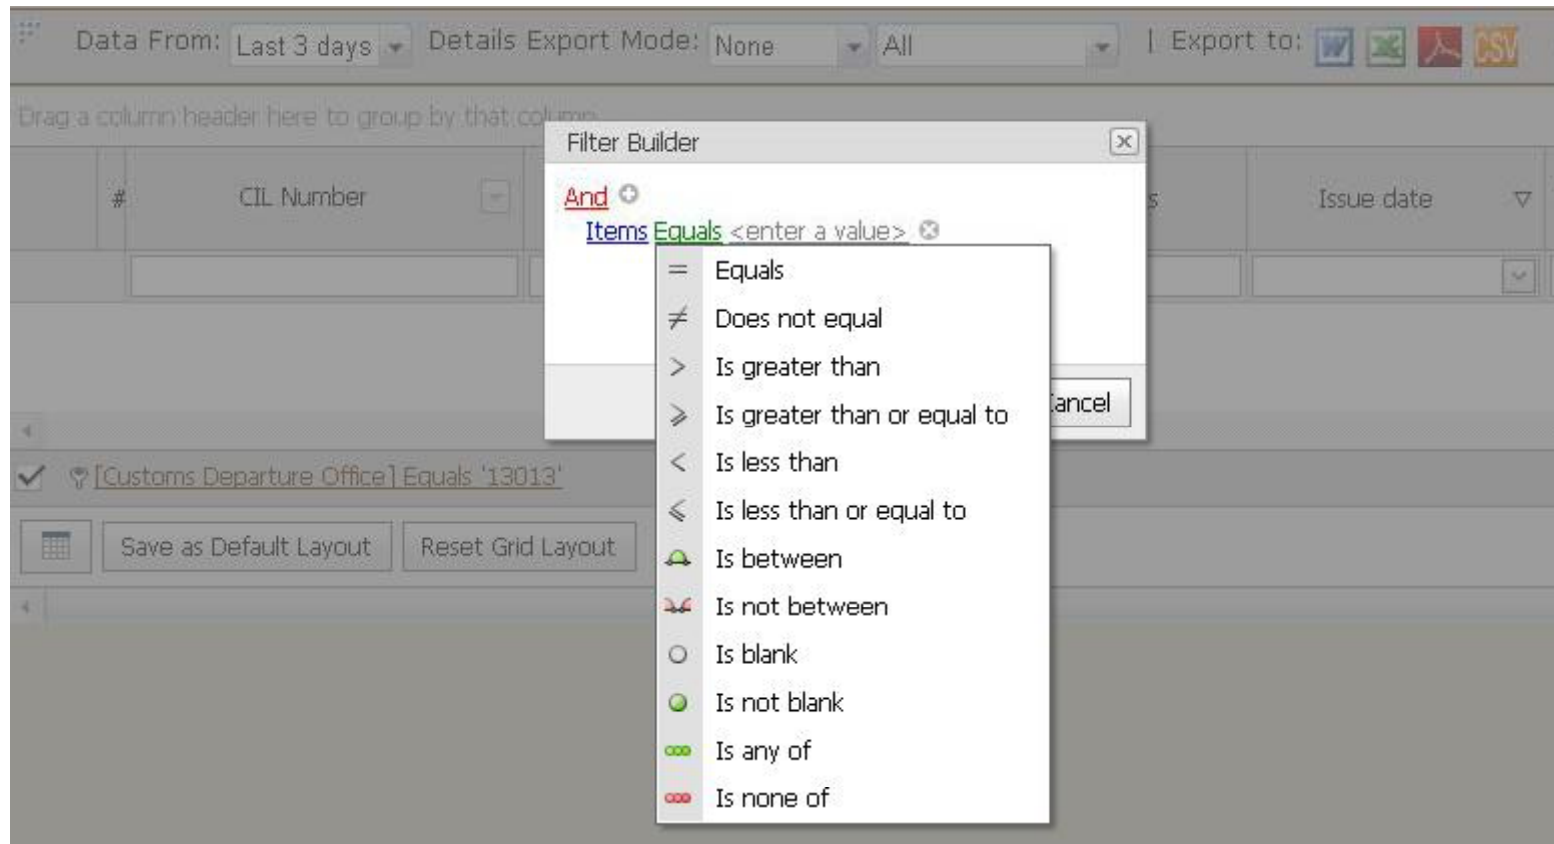 Data From: Last 3 days Details Export Mode: None All | Export to: CSV
Drag a column header here to group by that column
Filter Builder
# CIL Number s Issue date
And
Items Equals <enter a value>
= Equals
≠ Does not equal
> Is greater than
⩾ Is greater than or equal to
< Is less than
⩽ Is less than or equal to
Is between
Is not between
Is blank
Is not blank
Is any of
Is none of
Cancel
[Customs Departure Office] Equals '13013'
Save as Default Layout Reset Grid Layout